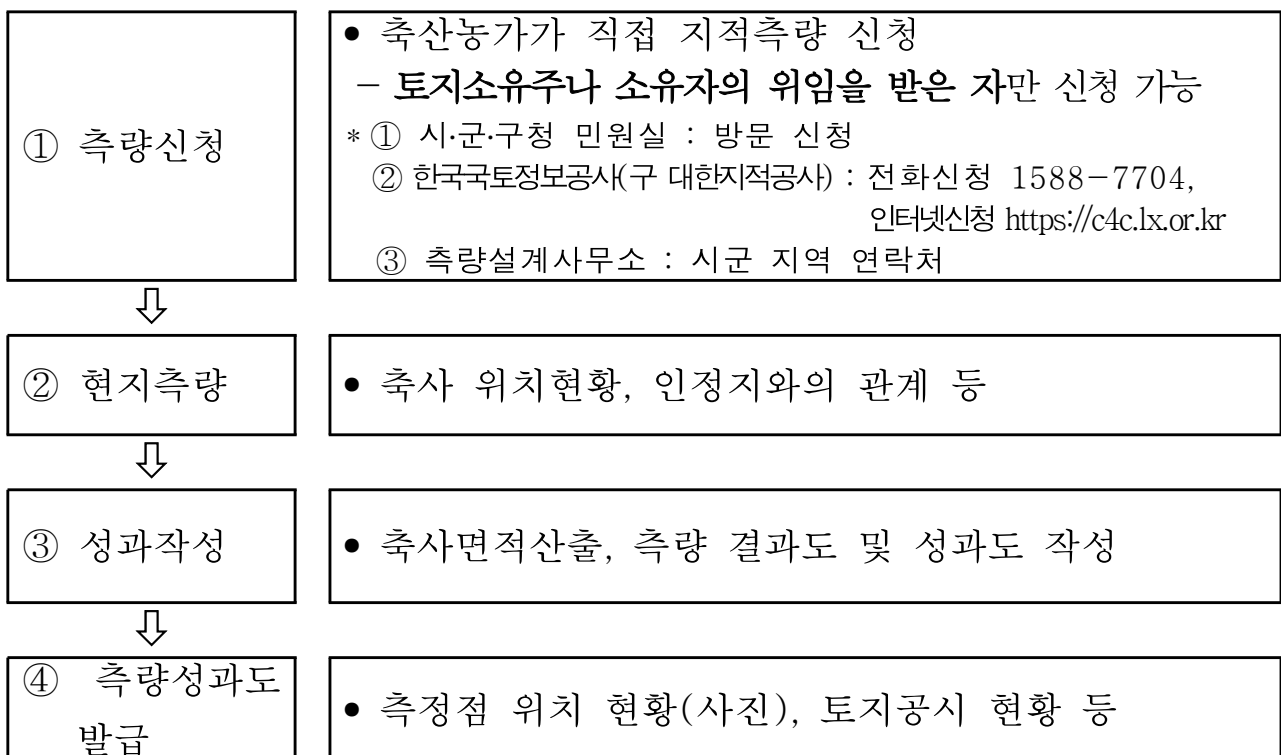 ① 측량신청
• 축산농가가 직접 지적측량 신청
- 토지소유주나 소유자의 위임을 받은 자만 신청 가능
* ① 시·군·구청 민원실 : 방문 신청
② 한국국토정보공사(구 대한지적공사) : 전화신청 1588-7704,
인터넷신청 https://c4c.lx.or.kr
③ 측량설계사무소 : 시군 지역 연락처
⇩
② 현지측량
• 축사 위치현황, 인정지와의 관계 등
⇩
③ 성과작성
• 축사면적산출, 측량 결과도 및 성과도 작성
⇩
④ 측량성과도
발급
• 측정점 위치 현황(사진), 토지공시 현황 등